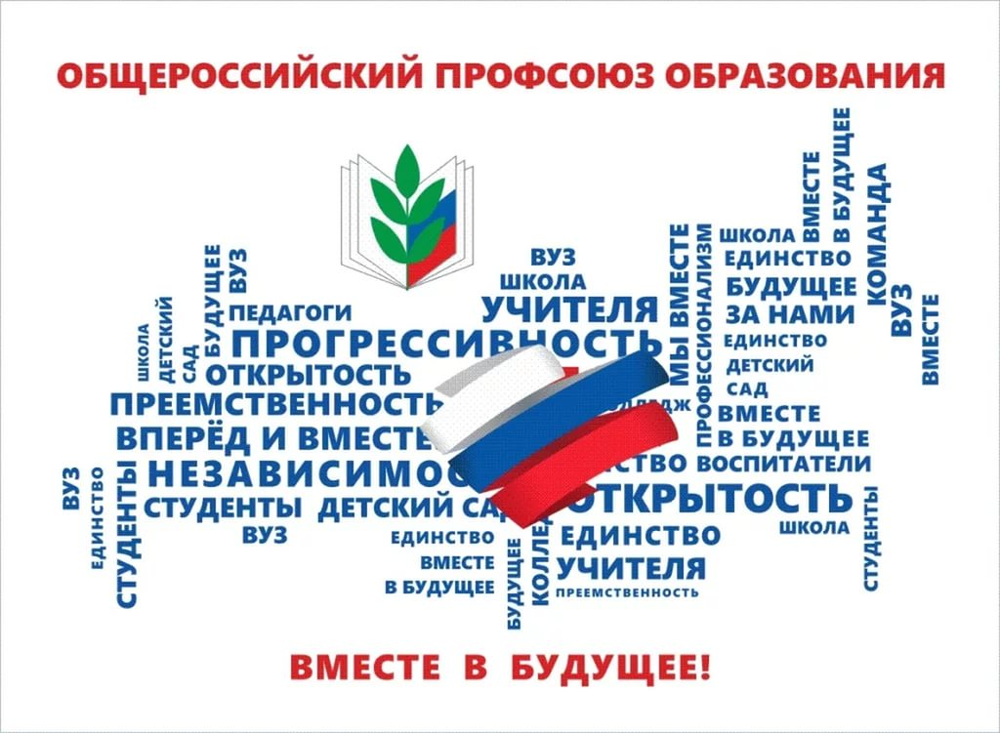 ОБЩЕРОССИЙСКИЙ ПРОФСОЮЗ ОБРАЗОВАНИЯ
ШКОЛА
ДЕТСКИЙ
САД
БУДУЩЕЕ
ВУЗ
ПЕДАГОГИ
ВУЗ
ШКОЛА
УЧИТЕЛЯ
ПРОГРЕССИВНОСТЬ
ОТКРЫТОСТЬ
ПРЕЕМСТВЕННОСТЬ
ВПЕРЁД И ВМЕСТЕ
НЕЗАВИСИМОС
СТУДЕНТЫ ДЕТСКИЙ СА
ВУЗ
ЕДИНСТВО
СТУДЕНТЫ
ВУЗ
ЕДИНСТВО
ВМЕСТЕ
В БУДУЩЕЕ
БУДУЩЕЕ
КОЛЛЕ
МЫ ВМЕСТЕ
ПРОФЕССИОНАЛИЗМ
ШКОЛА
ВМЕСТЕ
В БУДУЩЕЕ
КОМАНДА
ВУЗ
ВМЕСТЕ
ЕДИНСТВО
БУДУЩЕЕ
ЗА НАМИ
ЕДИНСТВО
ДЕТСКИЙ
САД
ВМЕСТЕ
В БУДУЩЕЕ
СТВО ВОСПИТАТЕЛИ
ОТКРЫТОСТЬ
ШКОЛА
СТУДЕНТЫ
ЕДИНСТВО
УЧИТЕЛЯ
ПРЕЕМСТВЕННОСТЬ
ВМЕСТЕ В БУДУЩЕЕ!